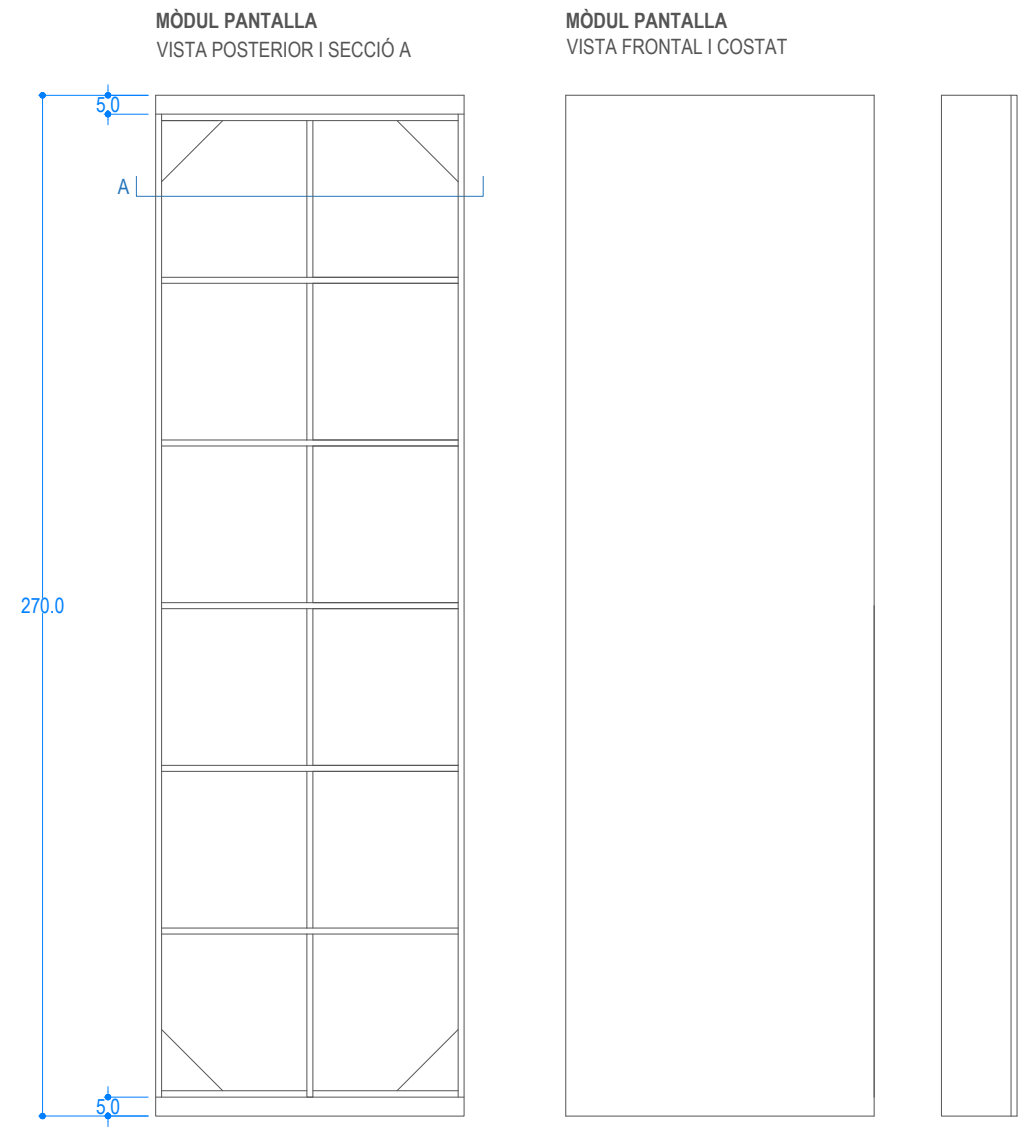 MÒDUL PANTALLA
VISTA POSTERIOR I SECCIÓ A
MÒDUL PANTALLA
VISTA FRONTAL I COSTAT
5.0
A
270.0
5.0